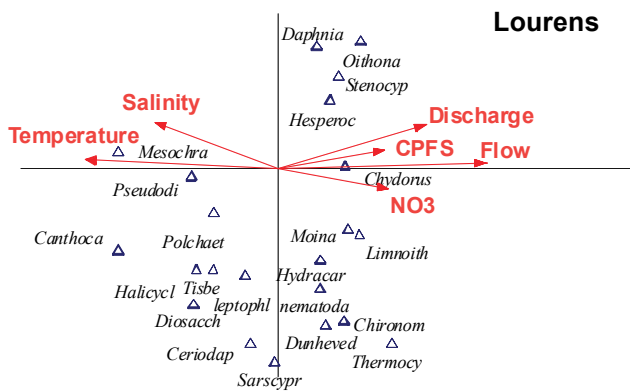 Lourens
Daphnia
Oithona
Stenocyp
Salinity
Hesperoc
Discharge
Temperature
Mesochra
CPFS
Flow
Pseudodi
Chydorus
NO3
Canthoca
Polchaet
Moina
Limnoith
Halicycl
Tisbe
Hydracar
leptophl
nematoda
Diosacch
Chironom
Ceriodap
Dunheved
Thermocy
Sarscypr